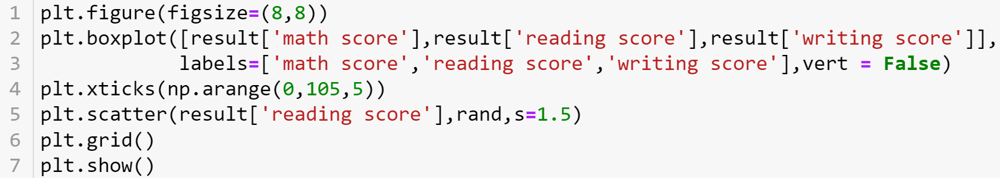 1 plt.figure(figsize=(8,8))
2 plt.boxplot([result['math score'],result['reading score'],result['writing score']],
3             labels=['math score','reading score','writing score'],vert = False)
4 plt.xticks(np.arange(0,105,5))
5 plt.scatter(result['reading score'],rand,s=1.5)
6 plt.grid()
7 plt.show()